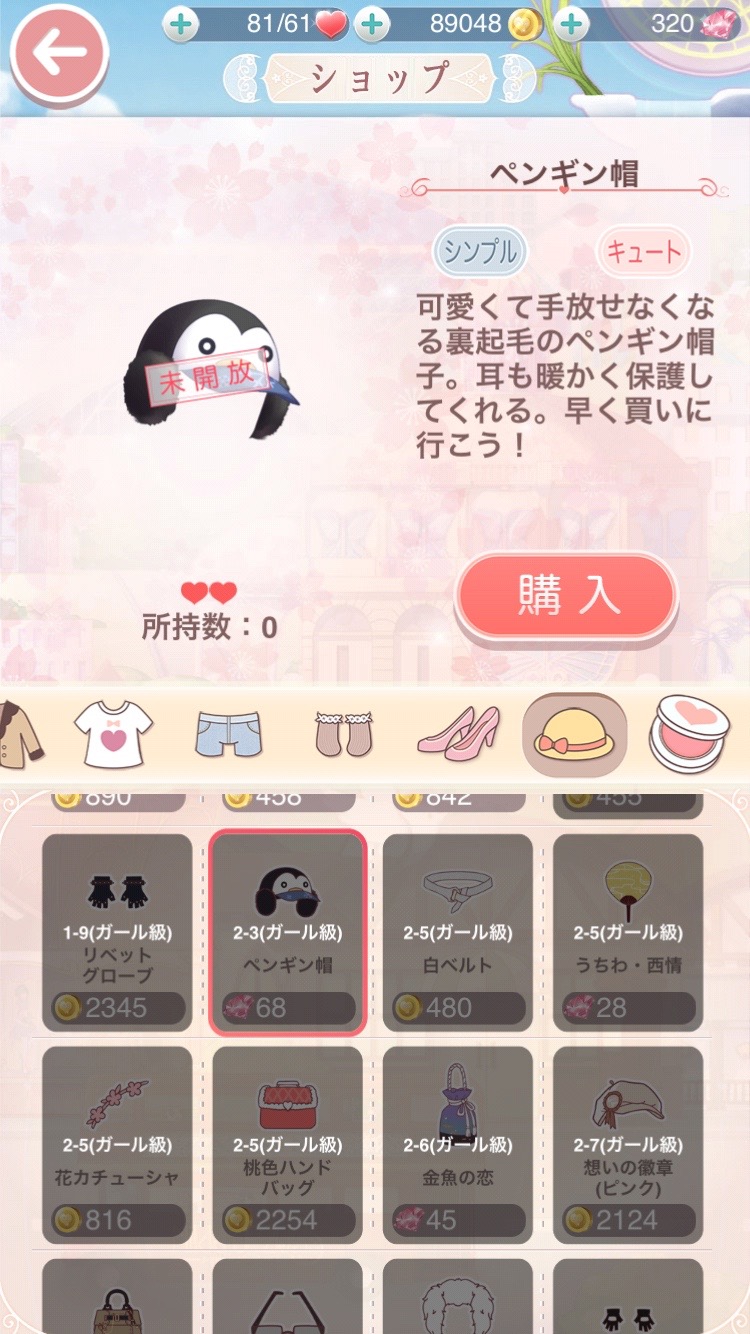 81/61
89048
320
ショップ
ペンギン帽
シンプル
キュート
可愛くて手放せなくな
る裏起毛のペンギン帽
子。耳も暖かく保護し
てくれる。早く買いに
行こう！
未開放
所持数：0
購入
890
458
842
455
1-9(ガール級)
リベット
グローブ
2345
2-3(ガール級)
ペンギン帽
68
2-5(ガール級)
白ベルト
480
2-5(ガール級)
うちわ・西情
28
2-5(ガール級)
花カチューシャ
816
2-5(ガール級)
桃色ハンド
バッグ
2254
2-6(ガール級)
金魚の恋
45
2-7(ガール級)
想いの徽章
(ピンク)
2124